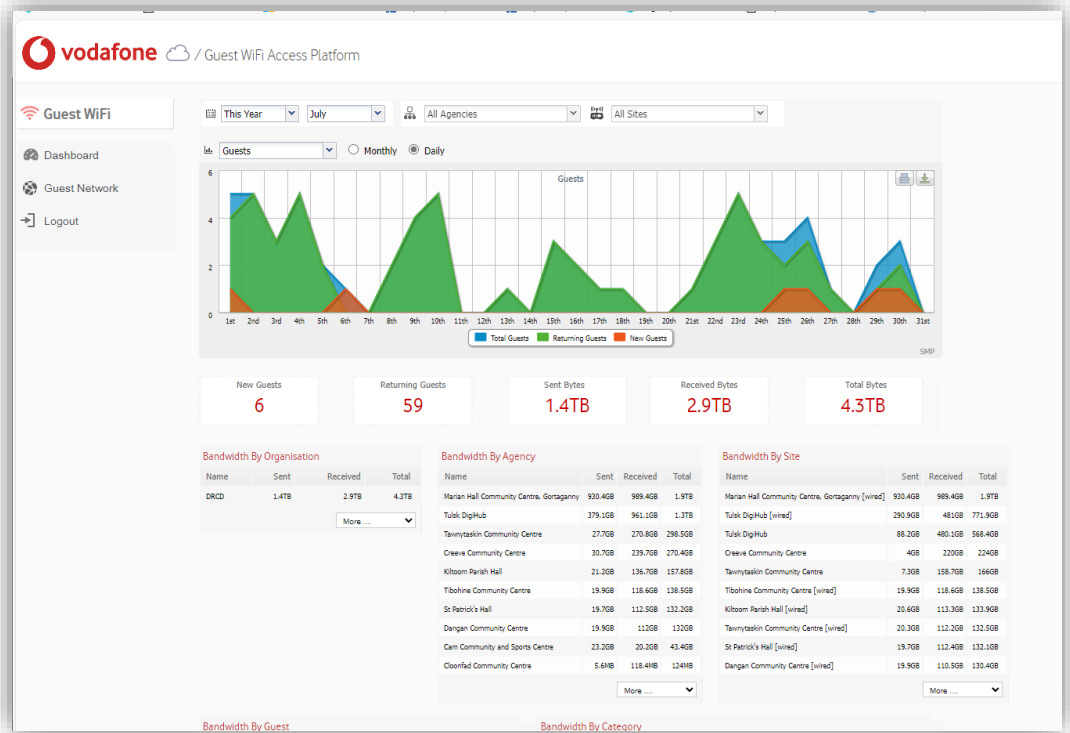 vodafone / Guest WiFi Access Platform
Guest WiFi
Dashboard
Guest Network
Logout
This Year July All Agencies All Sites
Guests Monthly Daily
Guests
6
4
2
0
1st 2nd 3rd 4th 5th 6th 7th 8th 9th 10th 11th 12th 13th 14th 15th 16th 17th 18th 19th 20th 21st 22nd 23rd 24th 25th 26th 27th 28th 29th 30th 31st
Total Guests Returning Guests New Guests
SMP
New Guests Returning Guests Sent Bytes Received Bytes Total Bytes
6 59 1.4TB 2.9TB 4.3TB
Bandwidth By Organisation
Name Sent Received Total
DRCD 1.4TB 2.9TB 4.3TB
More ....
Bandwidth By Agency
Name Sent Received Total
Marian Hall Community Centre, Gortaganny 930.4GB 989.4GB 1.9TB
Tulsk DigiHub 379.1GB 961.1GB 1.3TB
Tawnytaskin Community Centre 27.7GB 270.8GB 298.5GB
Creeve Community Centre 30.7GB 239.7GB 270.4GB
Kiltoom Parish Hall 21.2GB 136.7GB 157.8GB
Tibohine Community Centre 19.9GB 118.6GB 138.5GB
St Patrick's Hall 19.7GB 112.5GB 132.2GB
Dangan Community Centre 19.9GB 112GB 132GB
Cam Community and Sports Centre 23.2GB 20.2GB 43.4GB
Cloonfad Community Centre 5.6MB 118.4MB 124MB
More ....
Bandwidth By Site
Name Sent Received Total
Marian Hall Community Centre, Gortaganny [wired] 930.4GB 989.4GB 1.9TB
Tulsk DigiHub [wired] 290.9GB 481GB 771.9GB
Tulsk DigiHub 88.2GB 480.1GB 568.4GB
Creeve Community Centre 4GB 220GB 224GB
Tawnytaskin Community Centre 7.3GB 158.7GB 166GB
Tibohine Community Centre [wired] 19.9GB 118.6GB 138.5GB
Kiltoom Parish Hall [wired] 20.6GB 113.3GB 133.9GB
Tawnytaskin Community Centre [wired] 20.3GB 112.2GB 132.5GB
St Patrick's Hall [wired] 19.7GB 112.4GB 132.1GB
Dangan Community Centre [wired] 19.9GB 110.5GB 130.4GB
More ....
Bandwidth By Guest Bandwidth By Category